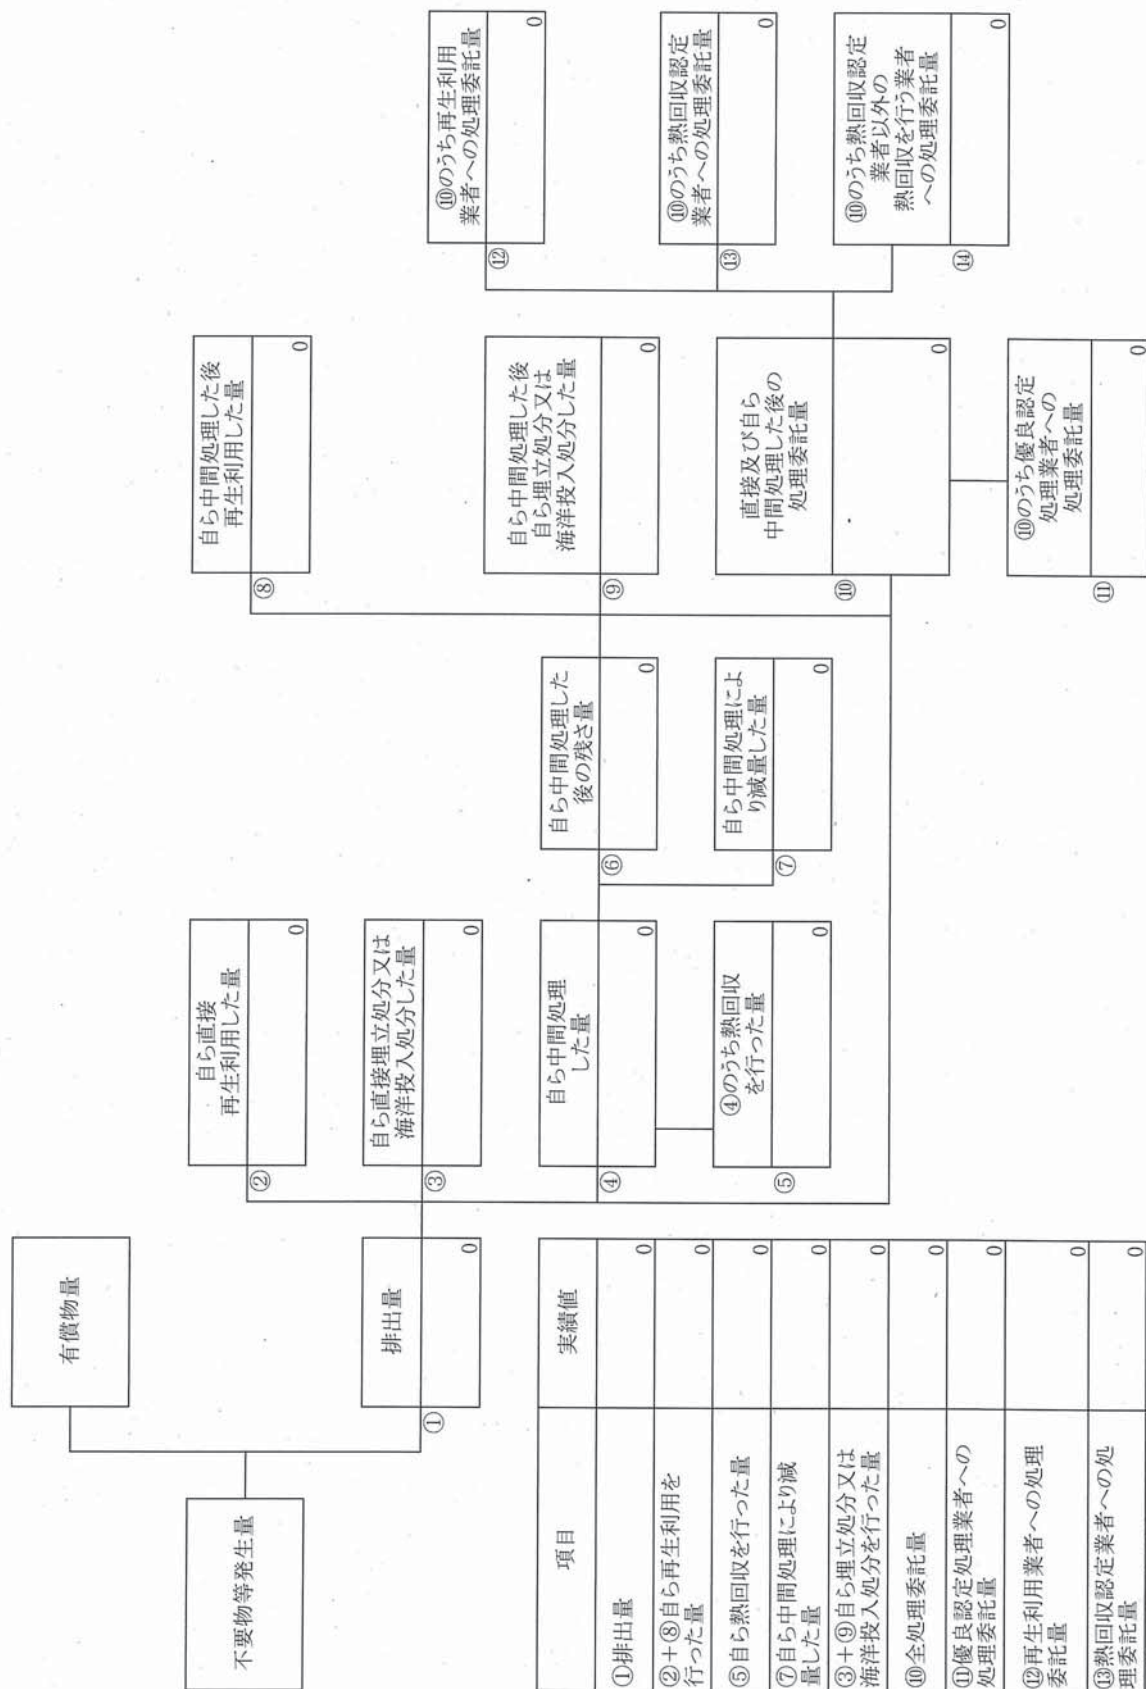 有償物量
不要物等発生量
排出量
①
0
自ら直接
再生利用した量
②
0
自ら直接埋立処分又は
海洋投入処分した量
③
0
自ら中間処理
した量
④
0
④のうち熱回収
を行った量
⑤
0
自ら中間処理した
後の残さ量
⑥
0
自ら中間処理によ
り減量した量
⑦
0
自ら中間処理した後
再生利用した量
⑧
0
自ら中間処理した後
自ら埋立処分又は
海洋投入処分した量
⑨
0
直接及び自ら
中間処理した後の
処理委託量
⑩
0
⑩のうち優良認定
処理業者への
処理委託量
⑪
0
⑩のうち再生利用
業者への処理委託量
⑫
0
⑩のうち熱回収認定
業者への処理委託量
⑬
0
⑩のうち熱回収認定
業者以外の
熱回収を行う業者
への処理委託量
⑭
0
項目 実績値
①排出量 0
②+⑧自ら再生利用を
行った量 0
⑤自ら熱回収を行った量 0
⑦自ら中間処理により減
量した量 0
③+⑨自ら埋立処分又は
海洋投入処分を行った量 0
⑩全処理委託量 0
⑪優良認定処理業者への
処理委託量 0
⑫再生利用業者への処理
委託量 0
⑬熱回収認定業者への処
理委託量 0